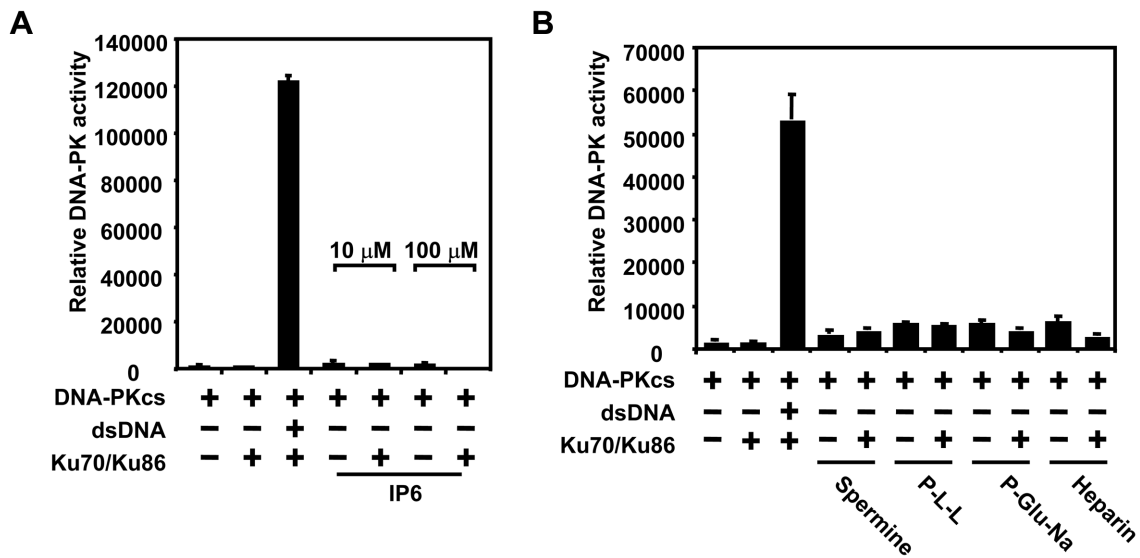 A
Relative DNA-PK activity
140000
120000
100000
80000
60000
40000
20000
0
10 μM 100 μM
DNA-PKcs + + + + + + +
dsDNA − − + − − − −
Ku70/Ku86 − + + − + − +
IP6
B
Relative DNA-PK activity
70000
60000
50000
40000
30000
20000
10000
0
DNA-PKcs + + + + + + + + + + +
dsDNA − − + − − − − − − − −
Ku70/Ku86 − + + − + − + − + − +
Spermine
P-L-L
P-Glu-Na
Heparin